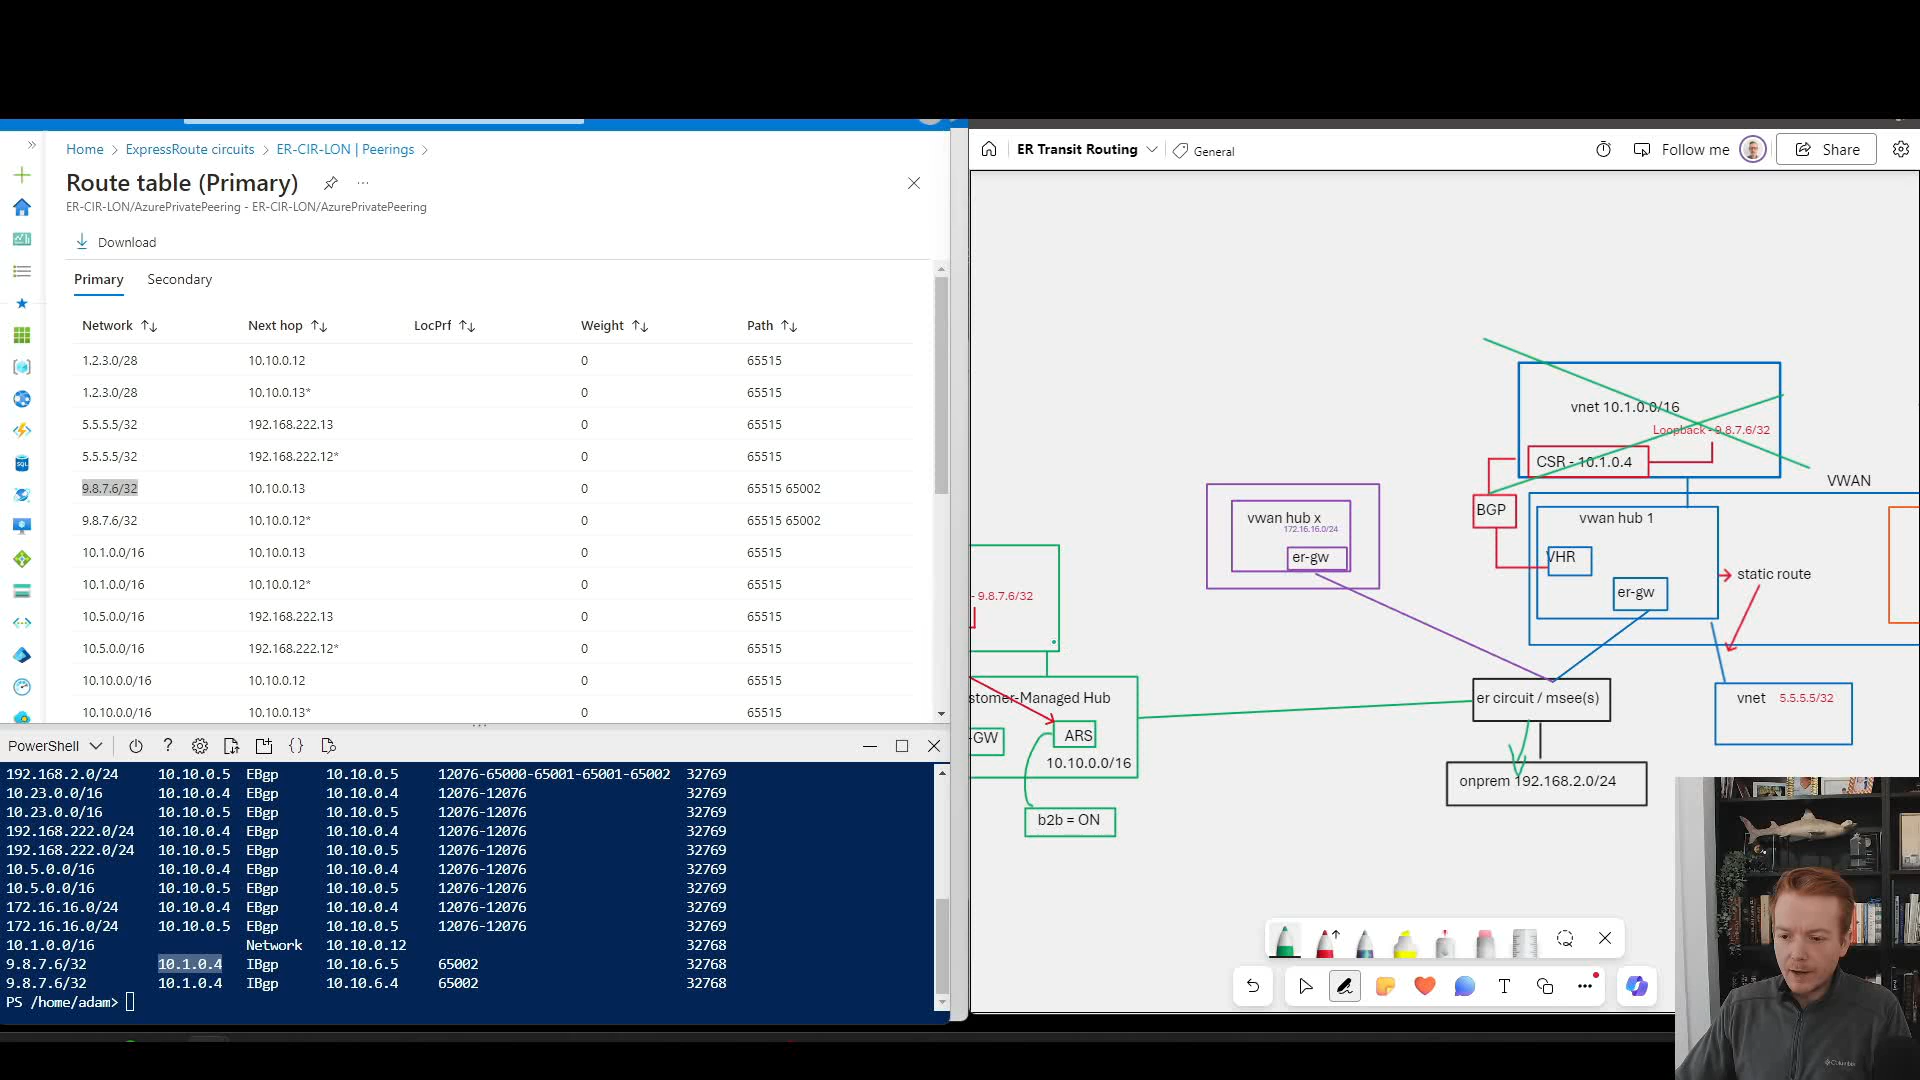 Home > ExpressRoute circuits > ER-CIR-LON | Peerings >
Route table (Primary)
ER-CIR-LON/AzurePrivatePeering - ER-CIR-LON/AzurePrivatePeering
Download
Primary Secondary
Network Next hop LocPrf Weight Path
1.2.3.0/28 10.10.0.12 0 65515
1.2.3.0/28 10.10.0.13* 0 65515
5.5.5.5/32 192.168.222.13 0 65515
5.5.5.5/32 192.168.222.12* 0 65515
9.8.7.6/32 10.10.0.13 0 65515 65002
9.8.7.6/32 10.10.0.12* 0 65515 65002
10.1.0.0/16 10.10.0.13 0 65515
10.1.0.0/16 10.10.0.12* 0 65515
10.5.0.0/16 192.168.222.13 0 65515
10.5.0.0/16 192.168.222.12* 0 65515
10.10.0.0/16 10.10.0.12 0 65515
10.10.0.0/16 10.10.0.13* 0 65515
PowerShell
192.168.2.0/24 10.10.0.5 EBgp 10.10.0.5 12076-65000-65001-65001-65002 32769
10.23.0.0/16 10.10.0.4 EBgp 10.10.0.4 12076-12076 32769
10.23.0.0/16 10.10.0.5 EBgp 10.10.0.5 12076-12076 32769
192.168.222.0/24 10.10.0.4 EBgp 10.10.0.4 12076-12076 32769
192.168.222.0/24 10.10.0.5 EBgp 10.10.0.5 12076-12076 32769
10.5.0.0/16 10.10.0.4 EBgp 10.10.0.4 12076-12076 32769
10.5.0.0/16 10.10.0.5 EBgp 10.10.0.5 12076-12076 32769
172.16.16.0/24 10.10.0.4 EBgp 10.10.0.4 12076-12076 32769
172.16.16.0/24 10.10.0.5 EBgp 10.10.0.5 12076-12076 32769
10.1.0.0/16 Network 10.10.0.12 32768
9.8.7.6/32 10.1.0.4 IBgp 10.10.6.5 65002 32768
9.8.7.6/32 10.1.0.4 IBgp 10.10.6.4 65002 32768
PS /home/adam>
ER Transit Routing General Follow me Share
vnet 10.1.0.0/16
Loopback - 9.8.7.6/32
CSR - 10.1.0.4
VWAN
BGP
vwan hub 1
VHR
er-gw
static route
vwan hub x
172.16.16.0/24
er-gw
- 9.8.7.6/32
stomer-Managed Hub
-GW
ARS
10.10.0.0/16
b2b = ON
er circuit / msee(s)
vnet 5.5.5.5/32
onprem 192.168.2.0/24
Columbia